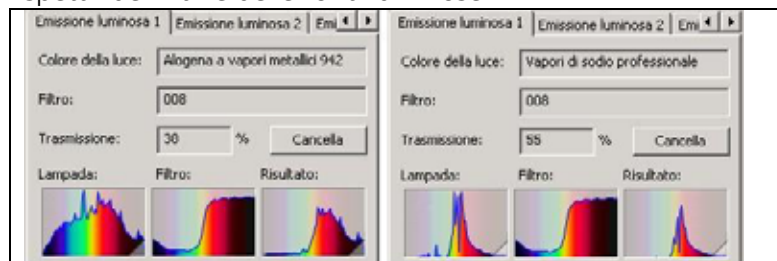 Emissione luminosa 1 Emissione luminosa 2 Emi
Colore della luce: Alogena a vapori metallici 942
Filtro: 008
Trasmissione: 30 % Cancella
Lampada: Filtro: Risultato:
Emissione luminosa 1 Emissione luminosa 2 Emi
Colore della luce: Vapori di sodio professionale
Filtro: 008
Trasmissione: 55 % Cancella
Lampada: Filtro: Risultato: